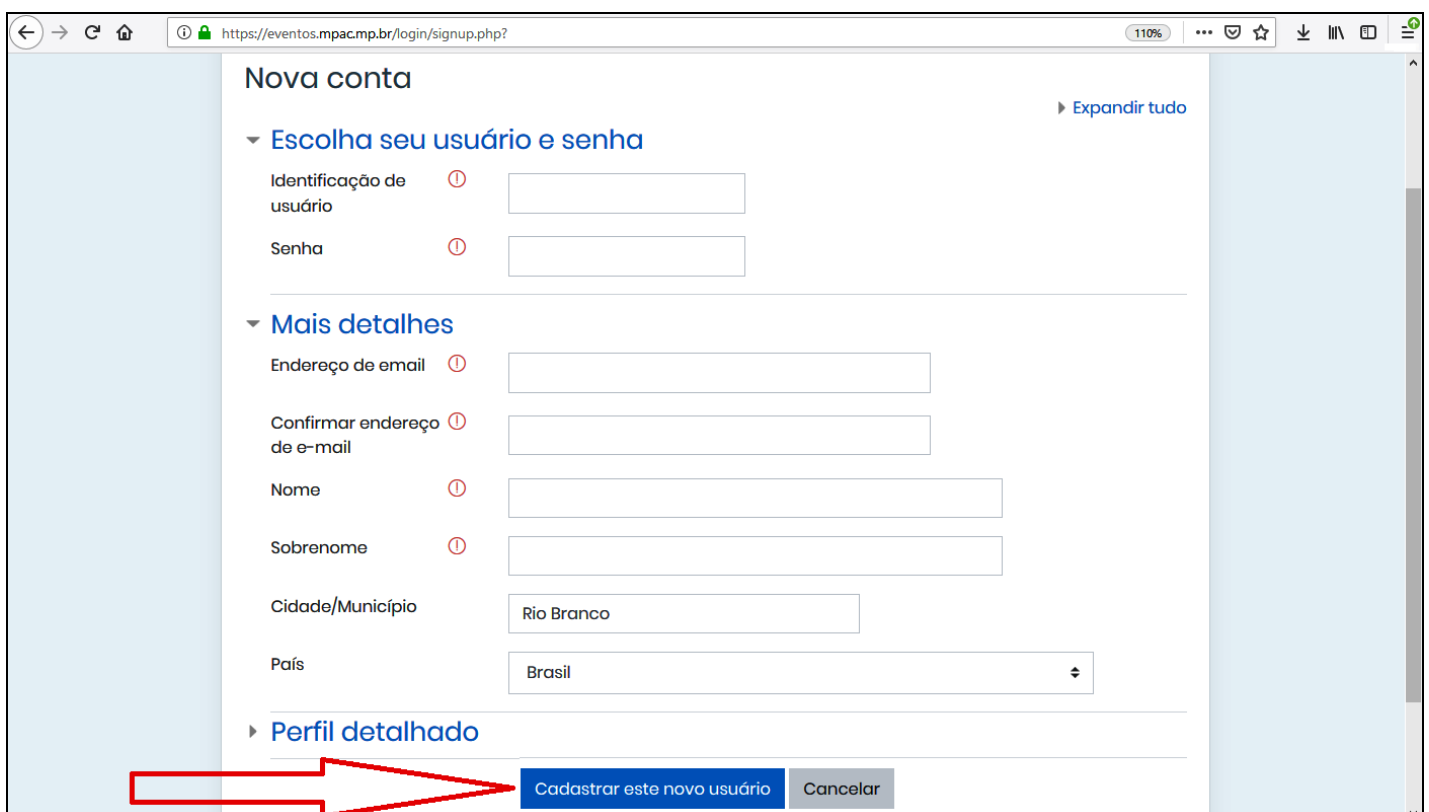 https://eventos.mpac.mp.br/login/signup.php?
110%
Nova conta
Expandir tudo
Escolha seu usuário e senha
Identificação de
usuário
Senha
Mais detalhes
Endereço de email
Confirmar endereço
de e-mail
Nome
Sobrenome
Cidade/Município
Rio Branco
País
Brasil
Perfil detalhado
Cadastrar este novo usuário
Cancelar